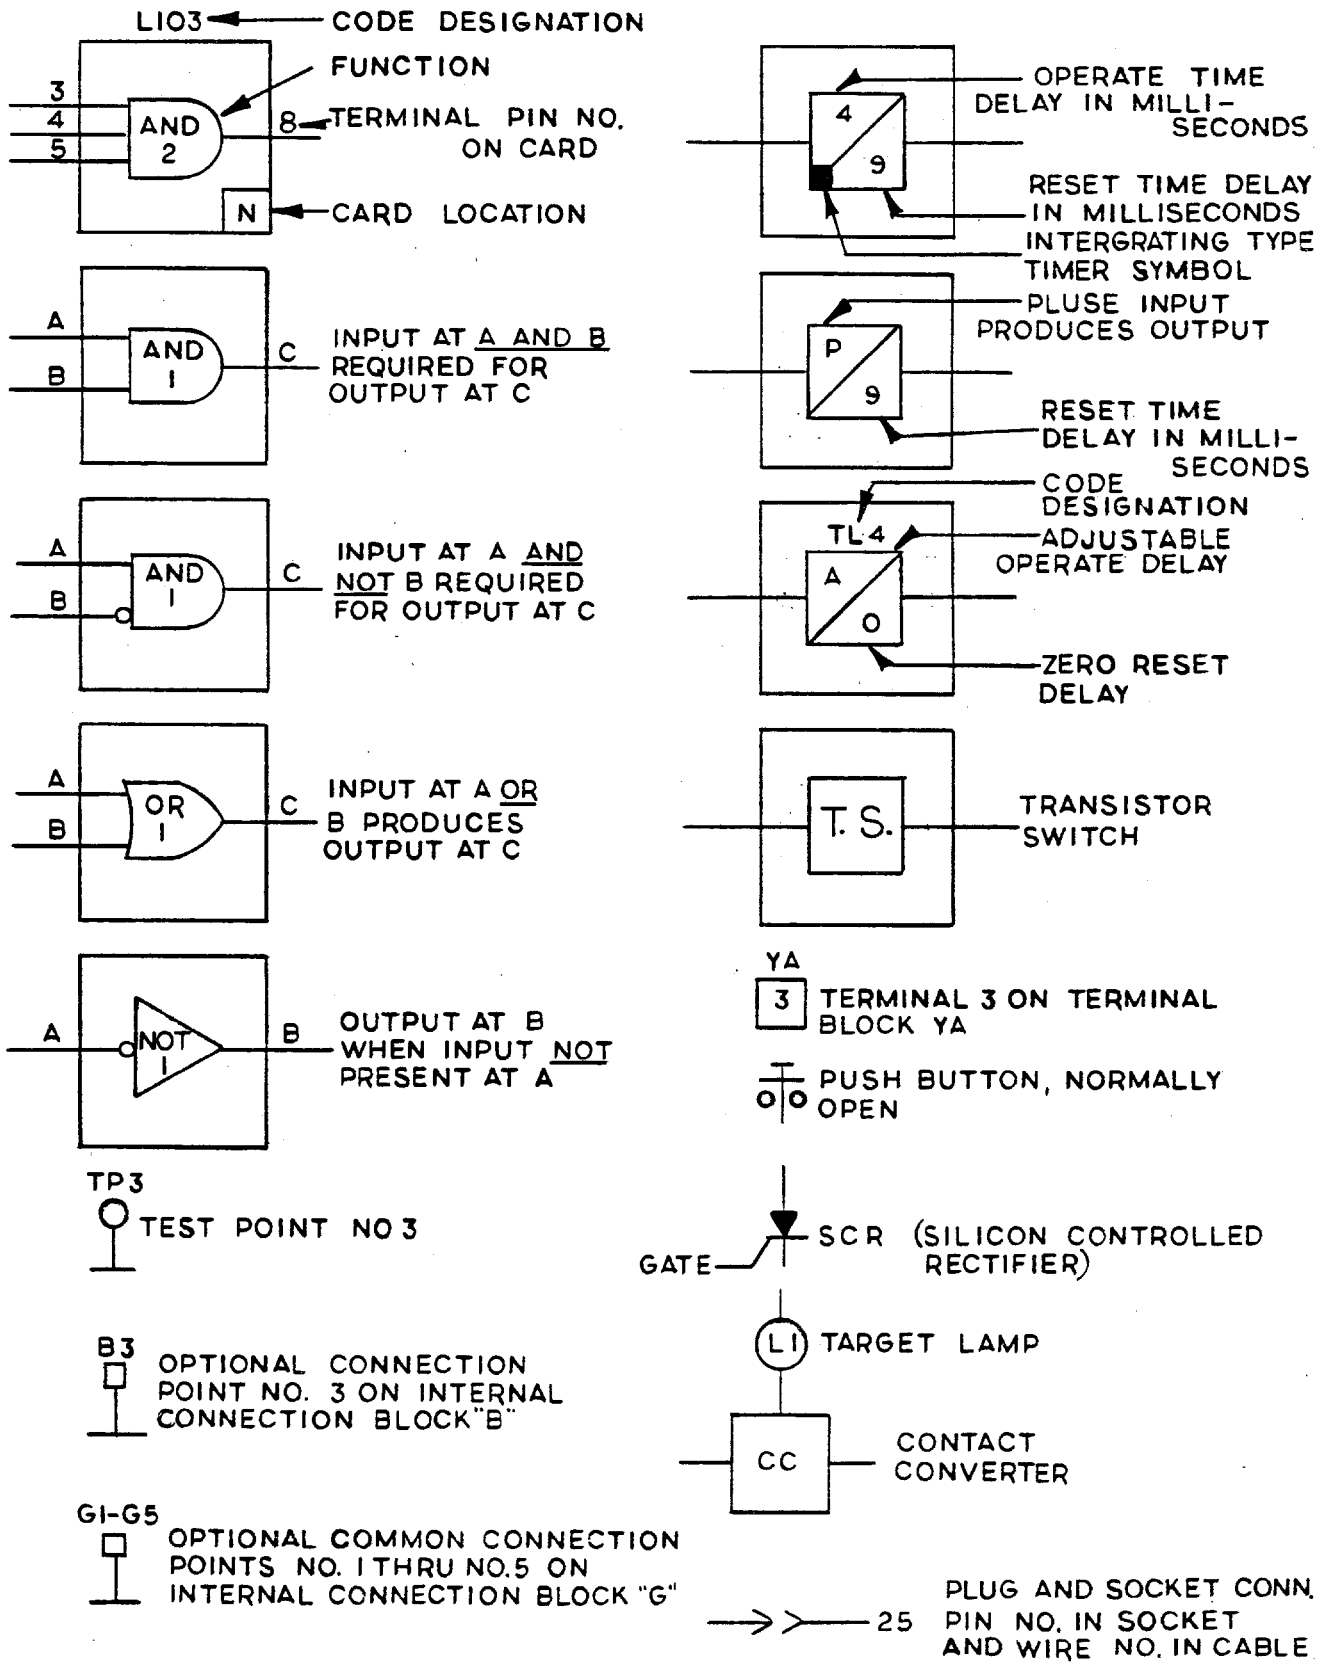 L103 CODE DESIGNATION
FUNCTION
3
4
5
AND
2
8
TERMINAL PIN NO.
ON CARD
N
CARD LOCATION
A
B
AND
1
C
INPUT AT A AND B
REQUIRED FOR
OUTPUT AT C
A
B
AND
1
C
INPUT AT A AND
NOT B REQUIRED
FOR OUTPUT AT C
A
B
OR
1
C
INPUT AT A OR
B PRODUCES
OUTPUT AT C
A
NOT
1
B
OUTPUT AT B
WHEN INPUT NOT
PRESENT AT A
TP3
TEST POINT NO 3
B3
OPTIONAL CONNECTION
POINT NO. 3 ON INTERNAL
CONNECTION BLOCK "B"
G1-G5
OPTIONAL COMMON CONNECTION
POINTS NO. 1 THRU NO. 5 ON
INTERNAL CONNECTION BLOCK "G"
4
9
OPERATE TIME
DELAY IN MILLI-
SECONDS
RESET TIME DELAY
IN MILLISECONDS
INTERGRATING TYPE
TIMER SYMBOL
P
9
PLUSE INPUT
PRODUCES OUTPUT
RESET TIME
DELAY IN MILLI-
SECONDS
CODE
DESIGNATION
TL4
A
0
ADJUSTABLE
OPERATE DELAY
ZERO RESET
DELAY
T. S.
TRANSISTOR
SWITCH
YA
3
TERMINAL 3 ON TERMINAL
BLOCK YA
PUSH BUTTON, NORMALLY
OPEN
GATE
SCR (SILICON CONTROLLED
RECTIFIER)
L1
TARGET LAMP
CC
CONTACT
CONVERTER
25
PLUG AND SOCKET CONN.
PIN NO. IN SOCKET
AND WIRE NO. IN CABLE